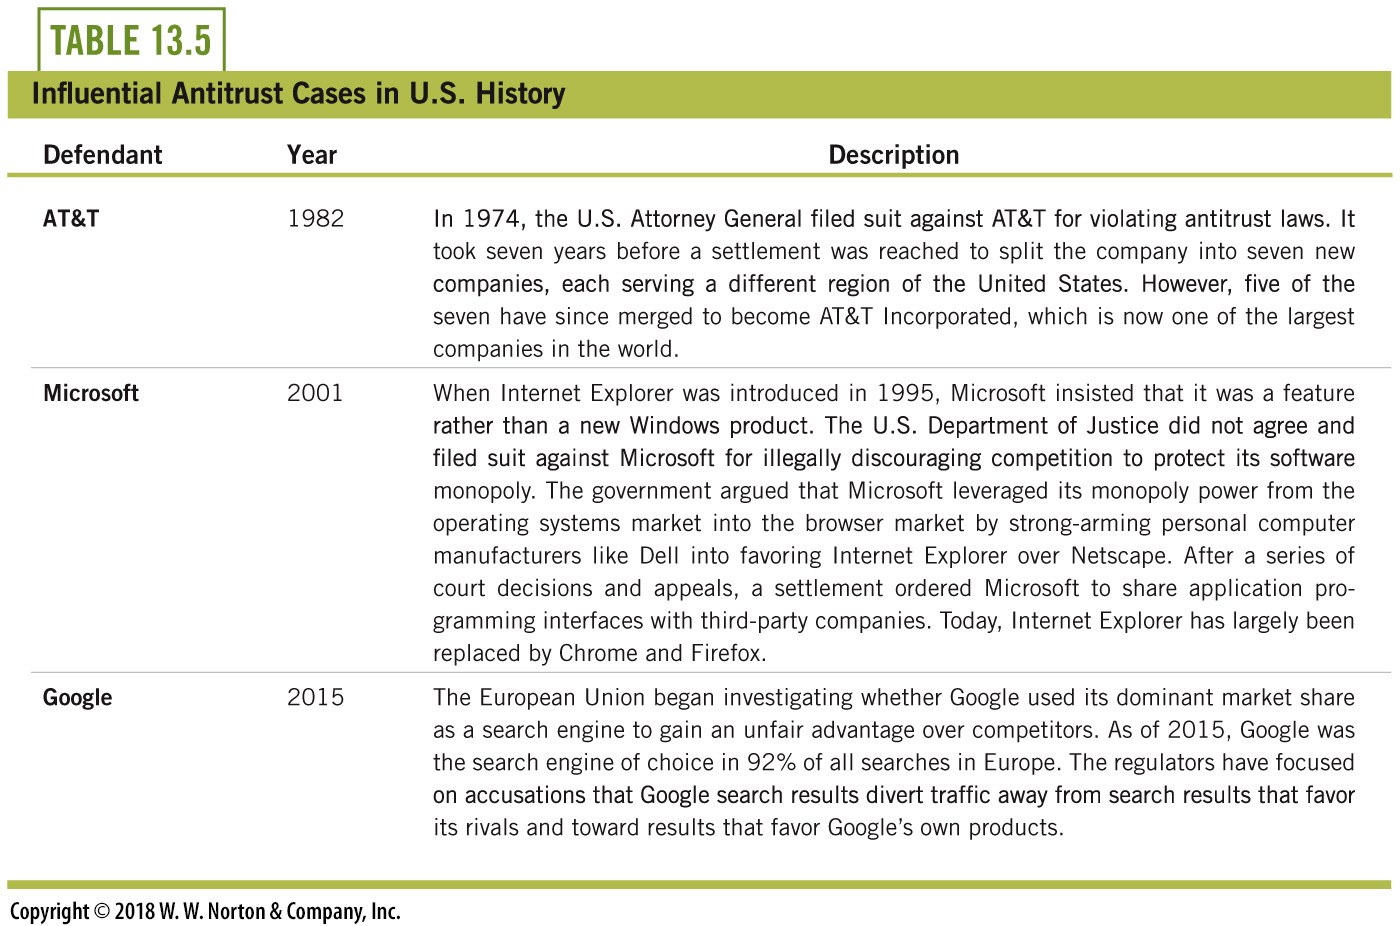 TABLE 13.5
Influential Antitrust Cases in U.S. History
Defendant Year Description
AT&T 1982 In 1974, the U.S. Attorney General filed suit against AT&T for violating antitrust laws. It
took seven years before a settlement was reached to split the company into seven new
companies, each serving a different region of the United States. However, five of the
seven have since merged to become AT&T Incorporated, which is now one of the largest
companies in the world.
Microsoft 2001 When Internet Explorer was introduced in 1995, Microsoft insisted that it was a feature
rather than a new Windows product. The U.S. Department of Justice did not agree and
filed suit against Microsoft for illegally discouraging competition to protect its software
monopoly. The government argued that Microsoft leveraged its monopoly power from the
operating systems market into the browser market by strong-arming personal computer
manufacturers like Dell into favoring Internet Explorer over Netscape. After a series of
court decisions and appeals, a settlement ordered Microsoft to share application pro-
gramming interfaces with third-party companies. Today, Internet Explorer has largely been
replaced by Chrome and Firefox.
Google 2015 The European Union began investigating whether Google used its dominant market share
as a search engine to gain an unfair advantage over competitors. As of 2015, Google was
the search engine of choice in 92% of all searches in Europe. The regulators have focused
on accusations that Google search results divert traffic away from search results that favor
its rivals and toward results that favor Google's own products.
Copyright © 2018 W. W. Norton & Company, Inc.